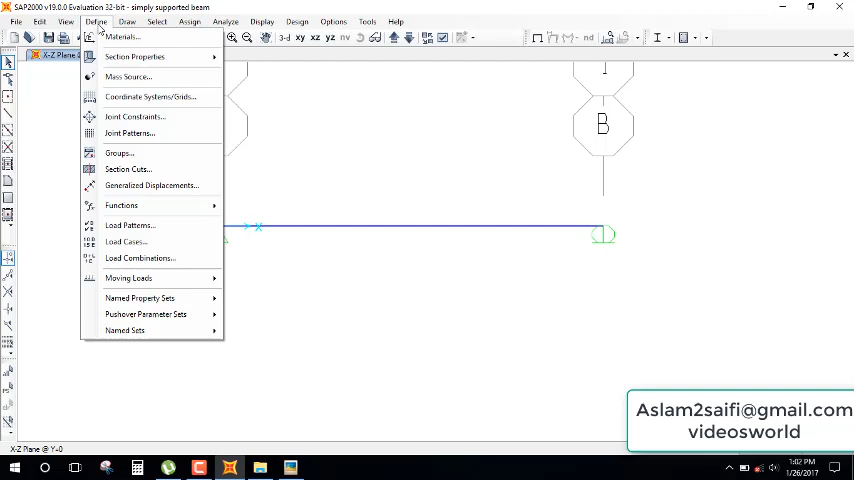 SAP2000 v19.0.0 Evaluation 32-bit - simply supported beam
File Edit View Define Draw Select Assign Analyze Display Design Options Tools Help
3-d xy xz yz nv
X-Z Plane @
Materials...
Section Properties
Mass Source...
Coordinate Systems/Grids...
Joint Constraints...
Joint Patterns...
Groups...
Section Cuts...
Generalized Displacements...
Functions
Load Patterns...
Load Cases...
Load Combinations...
Moving Loads
Named Property Sets
Pushover Parameter Sets
Named Sets
B
X
Aslam2saifi@gmail.com
videosworld
X-Z Plane @ Y=0
1:02 PM
1/26/2017